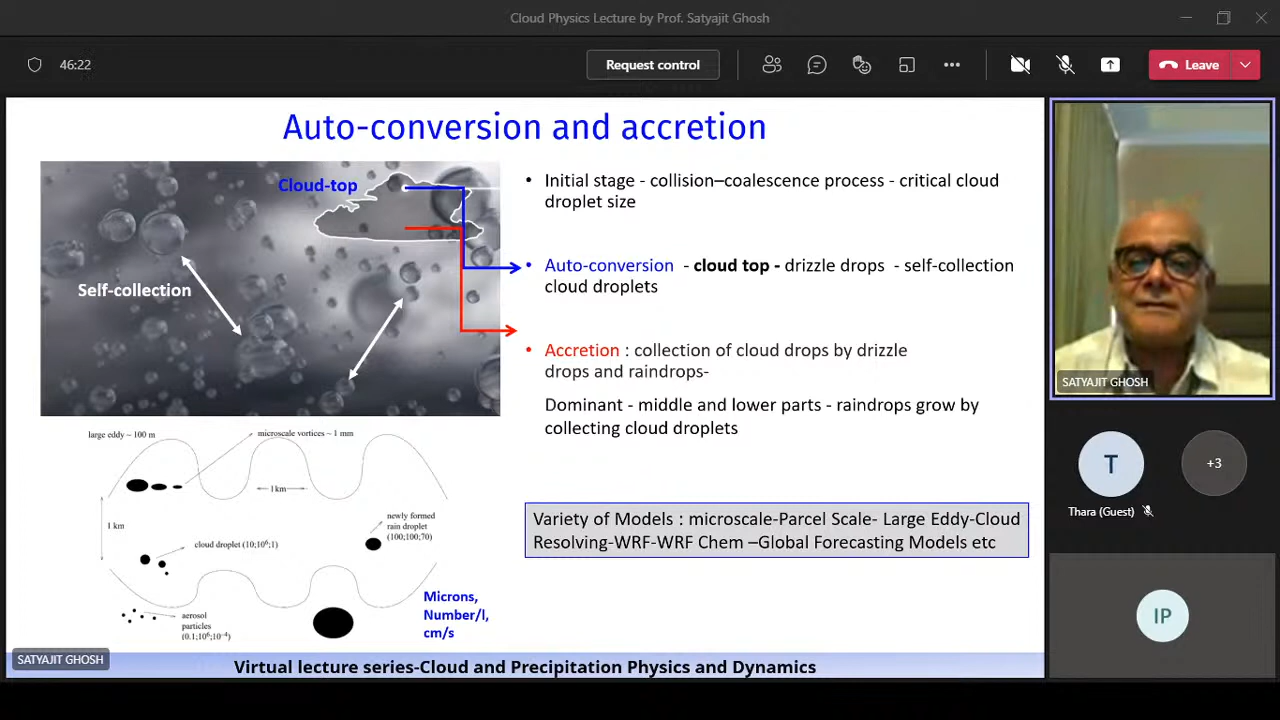 Cloud Physics Lecture by Prof. Satyajit Ghosh
46:22
Request control
Leave
Auto-conversion and accretion
Cloud-top
Self-collection
• Initial stage - collision–coalescence process - critical cloud
droplet size
• Auto-conversion - cloud top - drizzle drops - self-collection
cloud droplets
• Accretion : collection of cloud drops by drizzle
drops and raindrops-
Dominant - middle and lower parts - raindrops grow by
collecting cloud droplets
large eddy ~ 100 m
microscale vortices ~ 1 mm
1 km
1 km
newly formed
rain droplet
(100;100;70)
cloud droplet (10;10⁶;1)
aerosol
particles
(0.1;10⁶;10⁻⁴)
Microns,
Number/l,
cm/s
Variety of Models : microscale-Parcel Scale- Large Eddy-Cloud
Resolving-WRF-WRF Chem –Global Forecasting Models etc
SATYAJIT GHOSH
Virtual lecture series-Cloud and Precipitation Physics and Dynamics
SATYAJIT GHOSH
T
+3
Thara (Guest)
IP